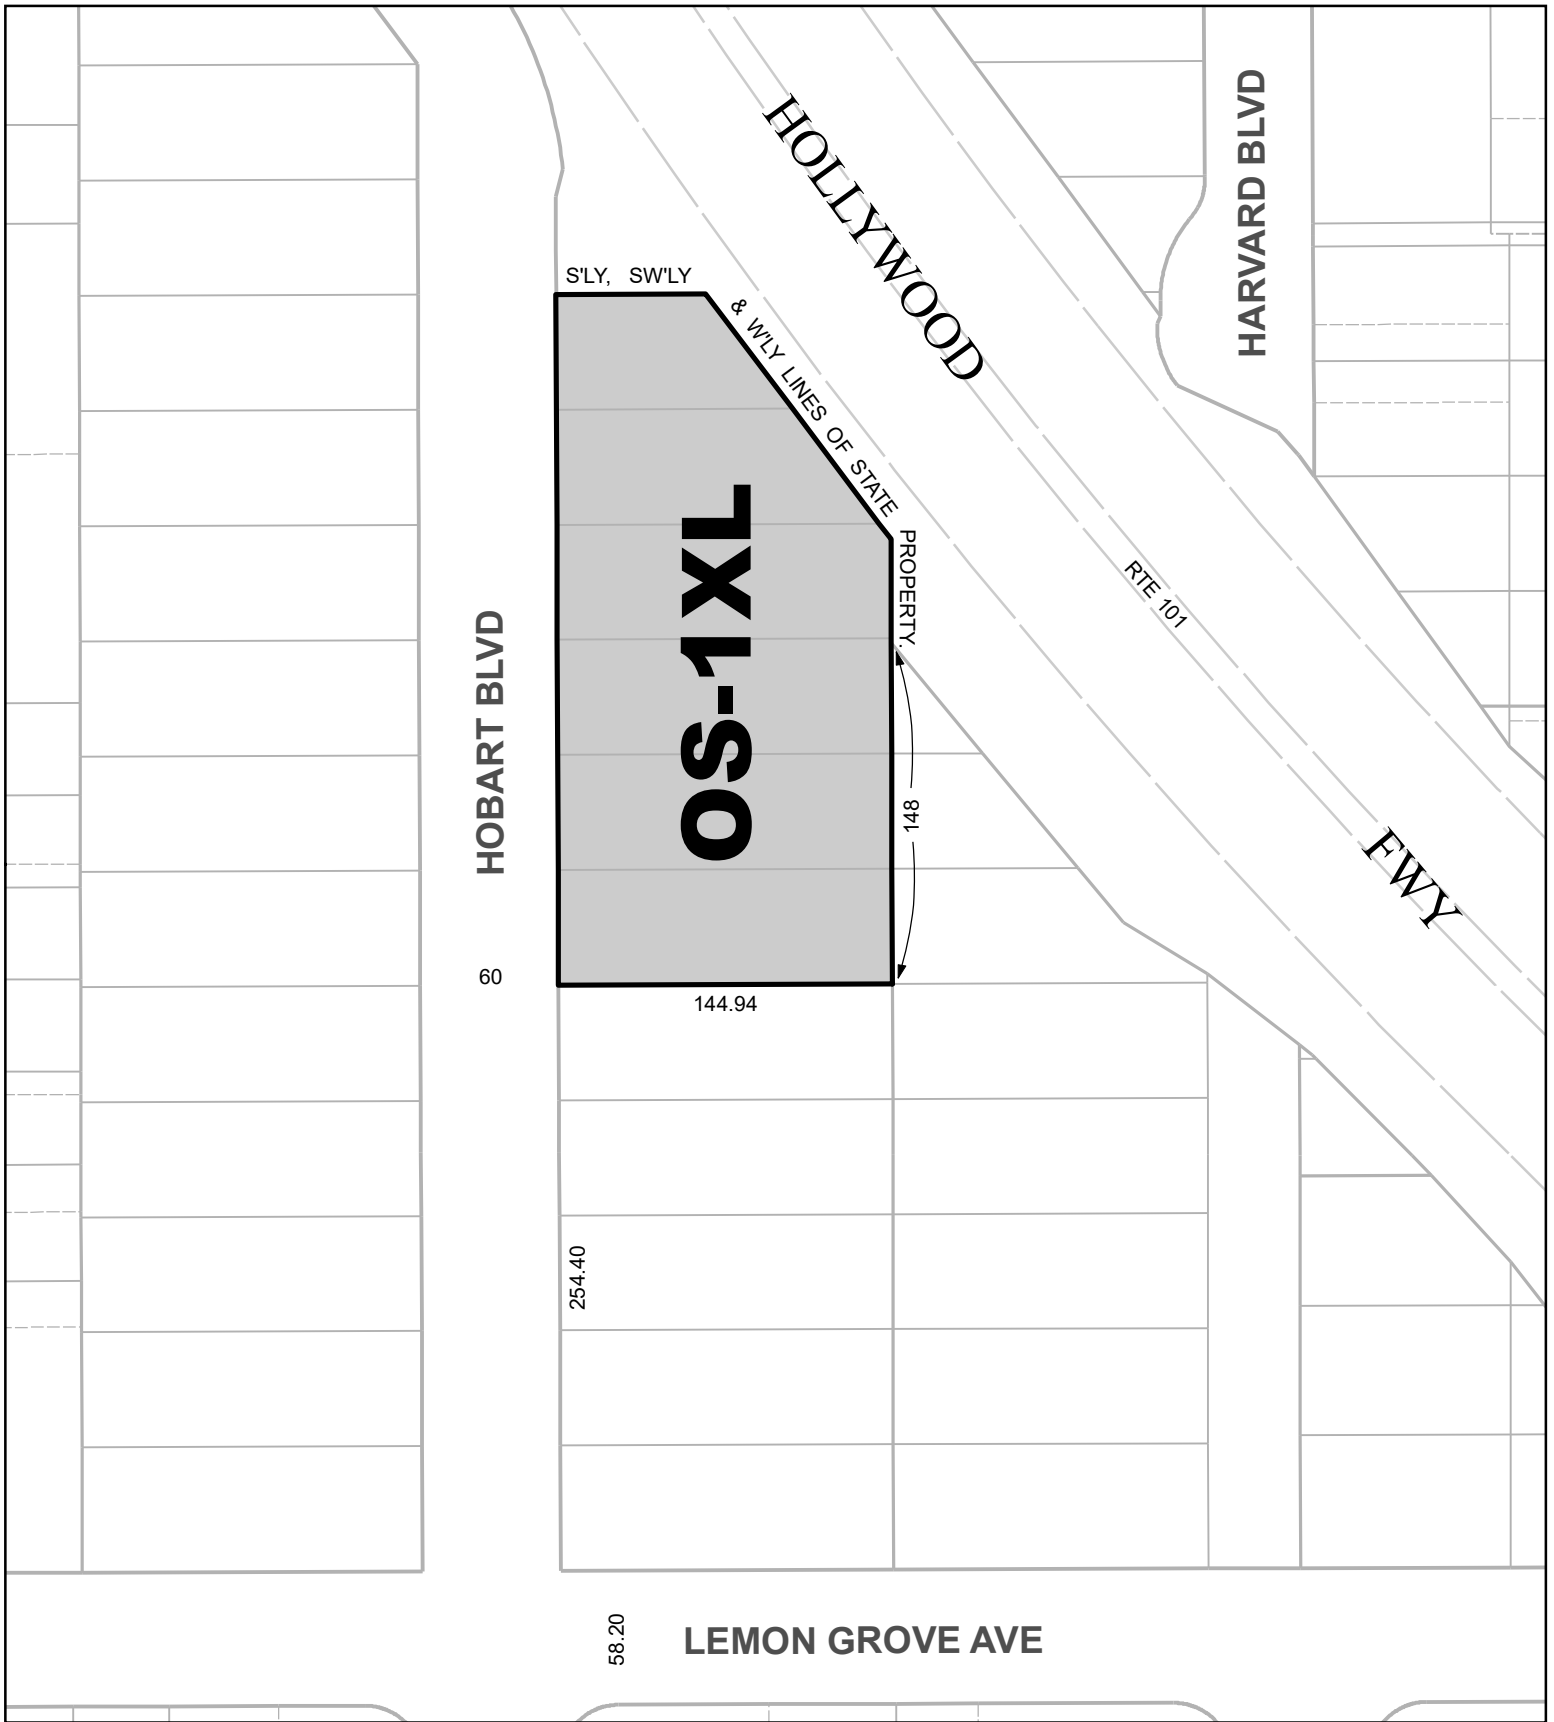 HOLLYWOOD
HARVARD BLVD
S'LY, SW'LY
& W'LY LINES OF STATE
PROPERTY.
RTE 101
OS-1XL
HOBART BLVD
148
FWY
60
144.94
254.40
58.20
LEMON GROVE AVE